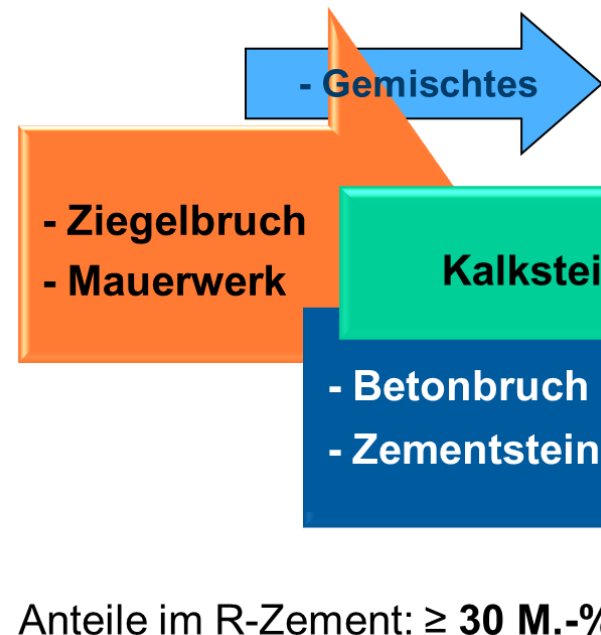 - Gemischtes
- Ziegelbruch
- Mauerwerk
Kalkstei
- Betonbruch
- Zementstein
Anteile im R-Zement: ≥ 30 M.-%